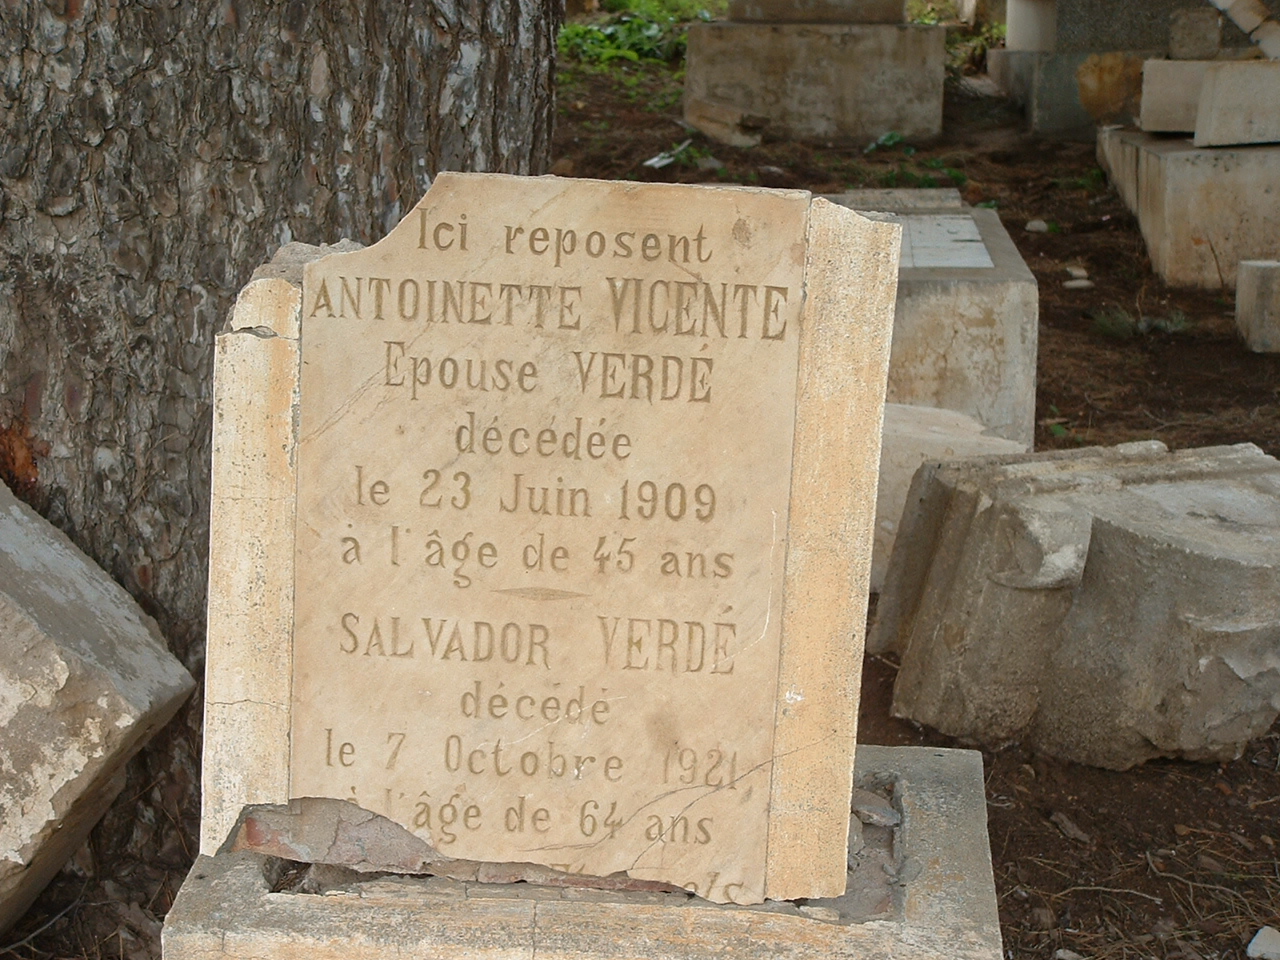 Ici reposent
ANTOINETTE VICENTE
Epouse VERDÉ
décédée
le 23 Juin 1909
à l'âge de 45 ans
SALVADOR VERDÉ
décédé
le 7 Octobre 1921
à l'âge de 64 ans